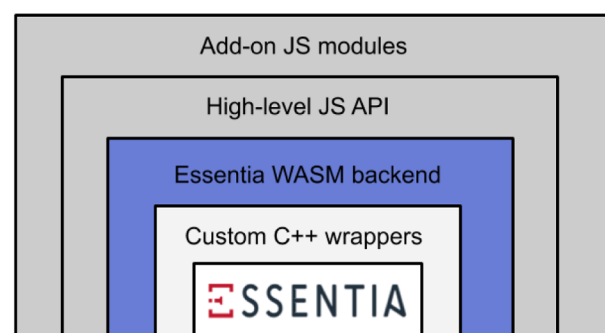 Add-on JS modules
High-level JS API
Essentia WASM backend
Custom C++ wrappers
ESSENTIA